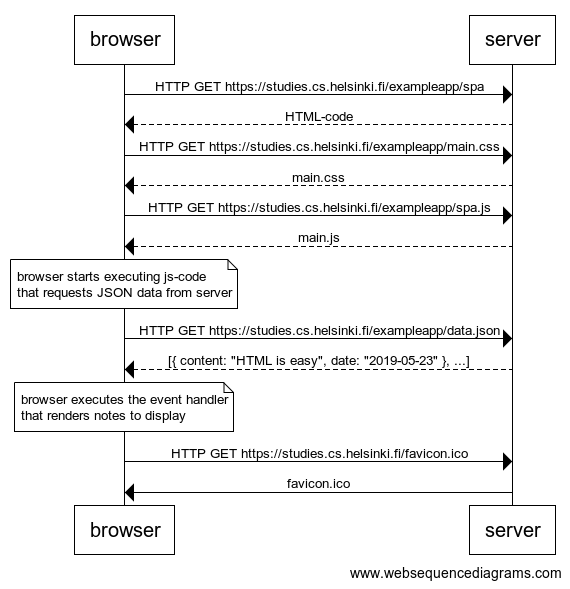 browser
server
HTTP GET https://studies.cs.helsinki.fi/exampleapp/spa
HTML-code
HTTP GET https://studies.cs.helsinki.fi/exampleapp/main.css
main.css
HTTP GET https://studies.cs.helsinki.fi/exampleapp/spa.js
main.js
browser starts executing js-code
that requests JSON data from server
HTTP GET https://studies.cs.helsinki.fi/exampleapp/data.json
[{ content: "HTML is easy", date: "2019-05-23" }, ...]
browser executes the event handler
that renders notes to display
HTTP GET https://studies.cs.helsinki.fi/favicon.ico
favicon.ico
browser
server
www.websequencediagrams.com